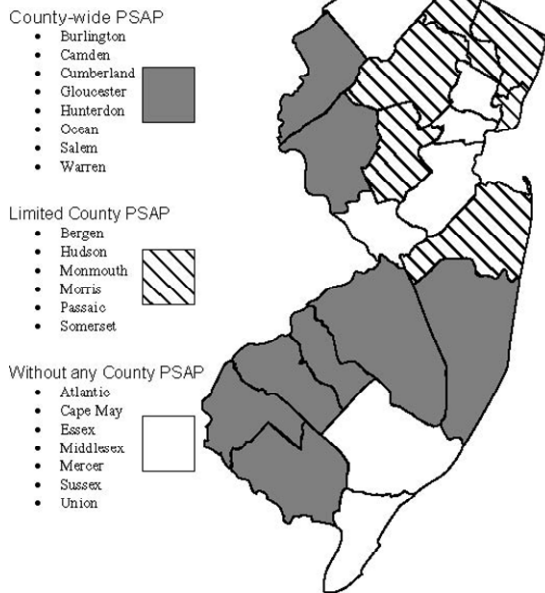 County-wide PSAP
• Burlington
• Camden
• Cumberland
• Gloucester
• Hunterdon
• Ocean
• Salem
• Warren
Limited County PSAP
• Bergen
• Hudson
• Monmouth
• Morris
• Passaic
• Somerset
Without any County PSAP
• Atlantic
• Cape May
• Essex
• Middlesex
• Mercer
• Sussex
• Union